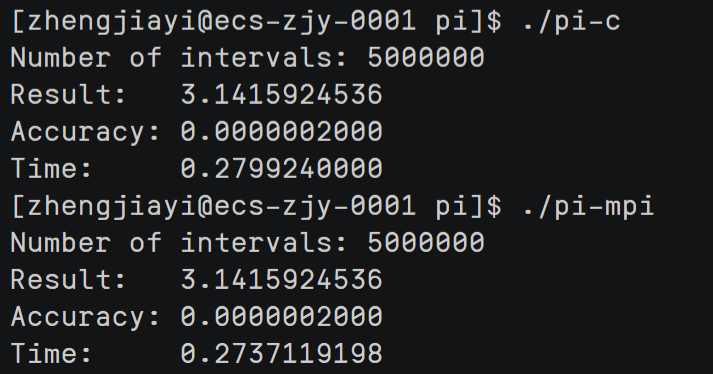 [zhengjiayi@ecs-zjy-0001 pi]$ ./pi-c
Number of intervals: 5000000
Result:   3.1415924536
Accuracy: 0.0000002000
Time:     0.2799240000
[zhengjiayi@ecs-zjy-0001 pi]$ ./pi-mpi
Number of intervals: 5000000
Result:   3.1415924536
Accuracy: 0.0000002000
Time:     0.2737119198